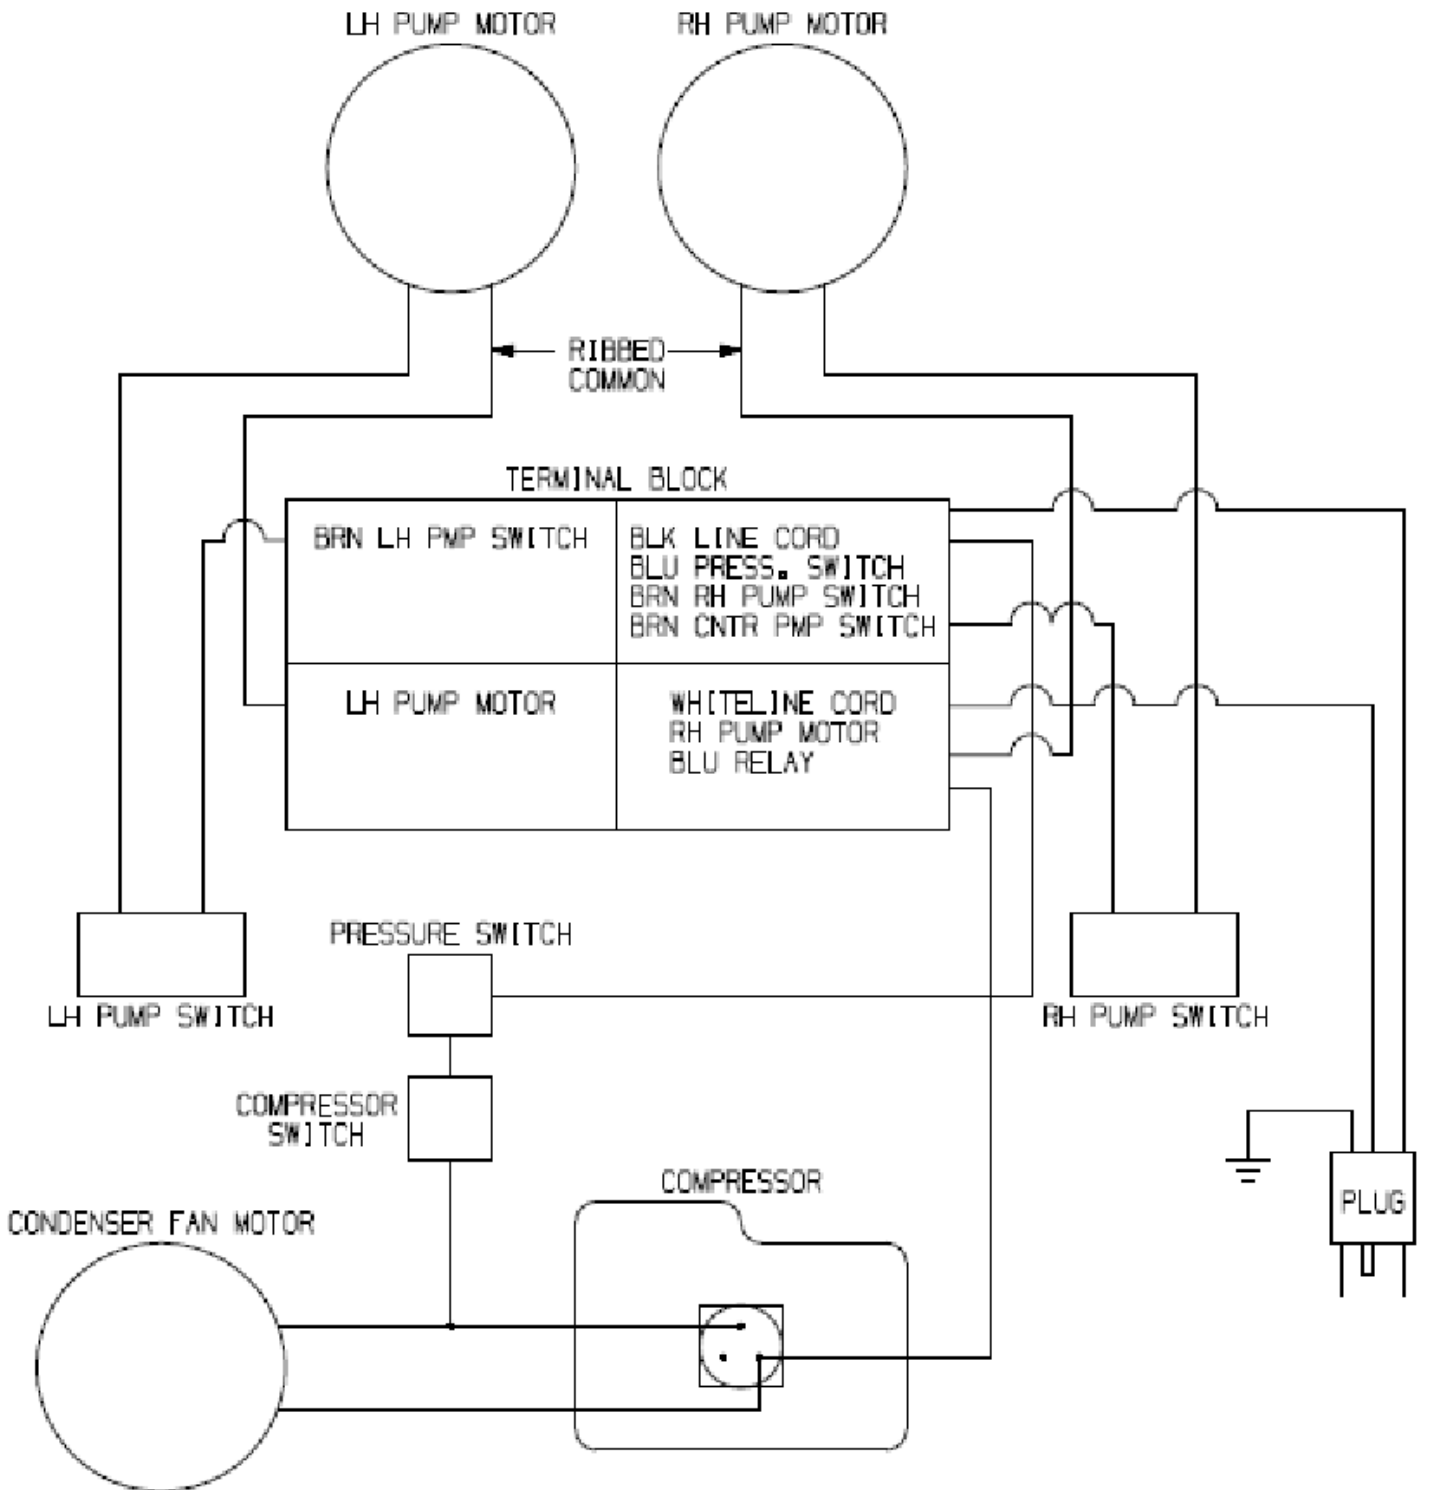 LH PUMP MOTOR
RH PUMP MOTOR
RIBBED
COMMON
TERMINAL BLOCK
BRN LH PMP SWITCH
BLK LINE CORD
BLU PRESS. SWITCH
BRN RH PUMP SWITCH
BRN CNTR PMP SWITCH
LH PUMP MOTOR
WHITELINE CORD
RH PUMP MOTOR
BLU RELAY
PRESSURE SWITCH
LH PUMP SWITCH
RH PUMP SWITCH
COMPRESSOR
SWITCH
COMPRESSOR
PLUG
CONDENSER FAN MOTOR